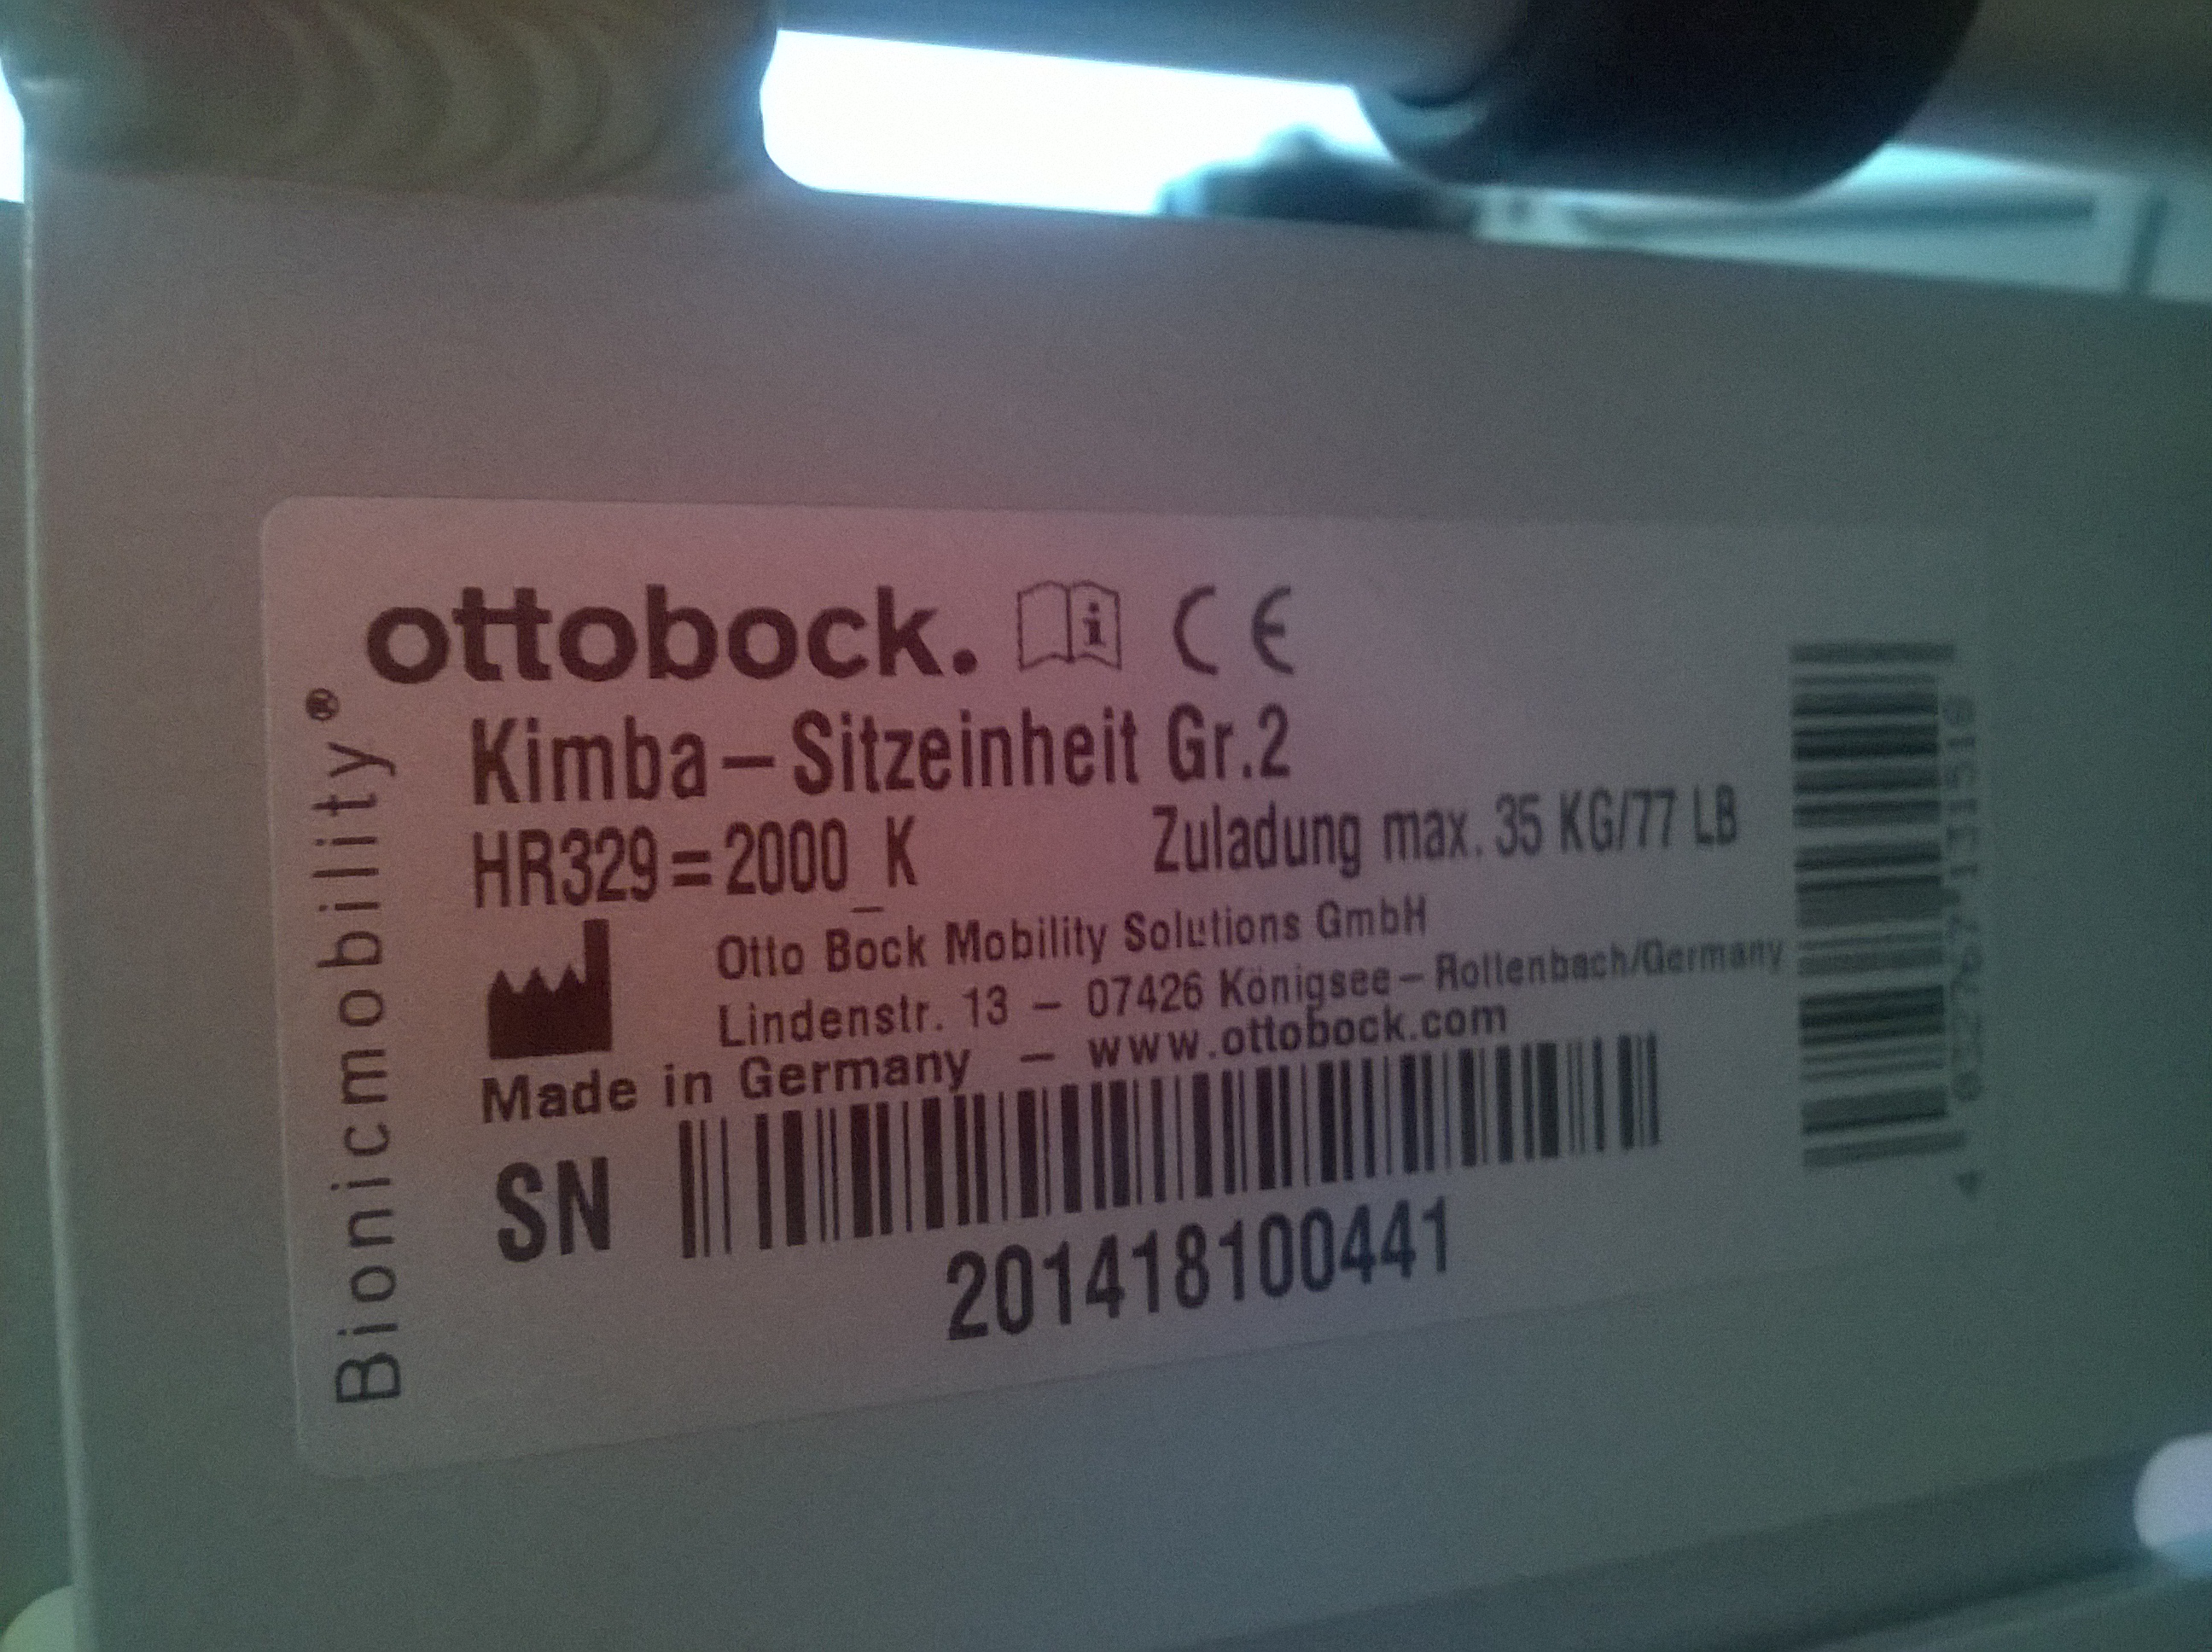 ottobock. i CE
Kimba – Sitzeinheit Gr.2
HR329=2000_K Zuladung max. 35 KG/77 LB
Otto Bock Mobility Solutions GmbH
Lindenstr. 13 – 07426 Königsee – Rottenbach/Germany
Made in Germany – www.ottobock.com
SN
201418100441
Bionicmobility®